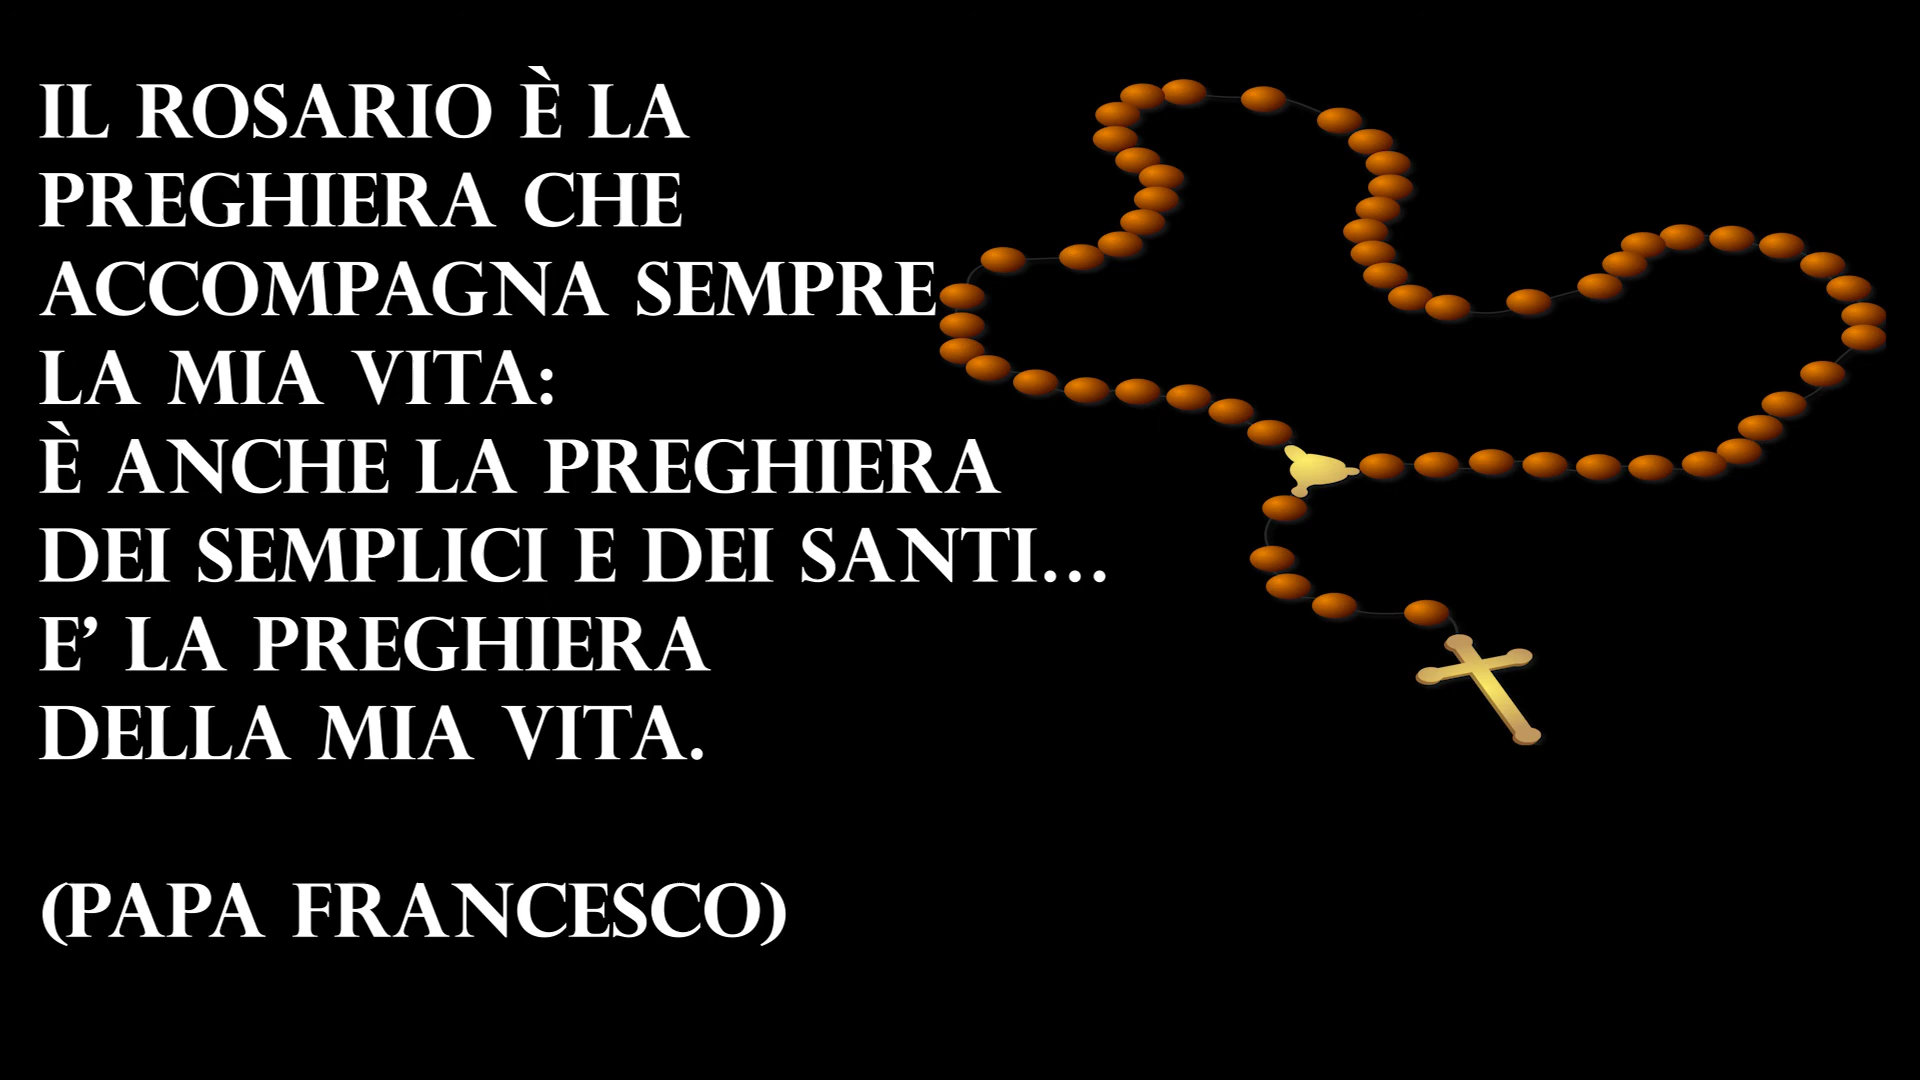 IL ROSARIO È LA
PREGHIERA CHE
ACCOMPAGNA SEMPRE
LA MIA VITA:
È ANCHE LA PREGHIERA
DEI SEMPLICI E DEI SANTI...
E’ LA PREGHIERA
DELLA MIA VITA.
(PAPA FRANCESCO)